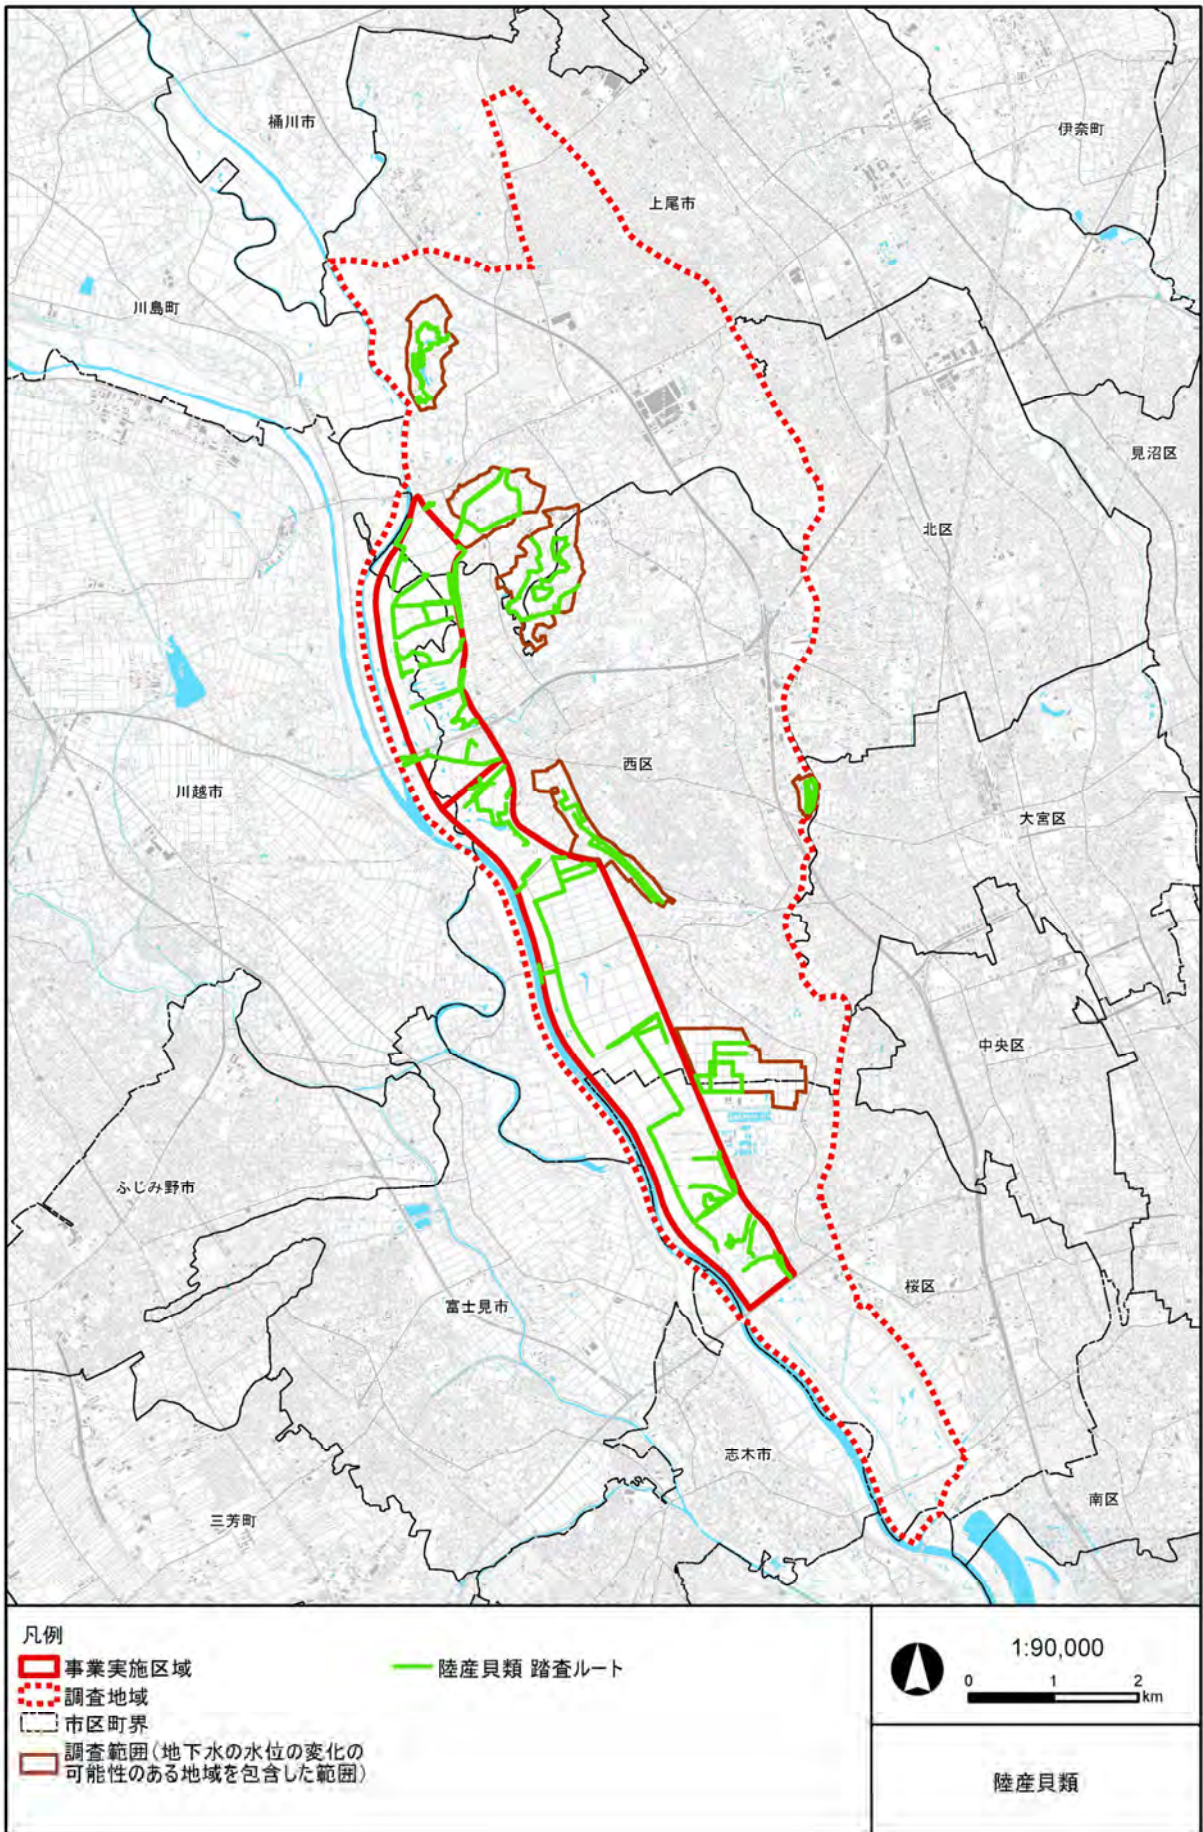 桶川市
伊奈町
上尾市
川島町
見沼区
北区
西区
川越市
大宮区
中央区
ふじみ野市
桜区
富士見市
志木市
南区
三芳町
凡例
事業実施区域
調査地域
市区町界
調査範囲(地下水の水位の変化の
可能性のある地域を包含した範囲)
陸産貝類 踏査ルート
1:90,000
0 1 2
km
陸産貝類